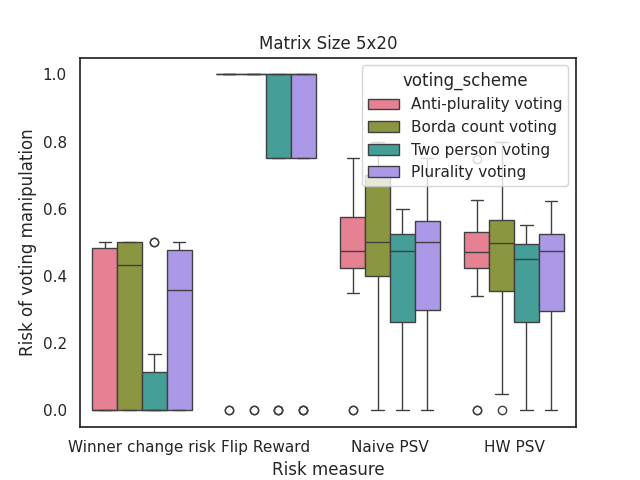 Matrix Size 5x20
voting_scheme
Anti-plurality voting
Borda count voting
Two person voting
Plurality voting
Risk of voting manipulation
1.0
0.8
0.6
0.4
0.2
0.0
Winner change risk Flip Reward Naive PSV HW PSV
Risk measure